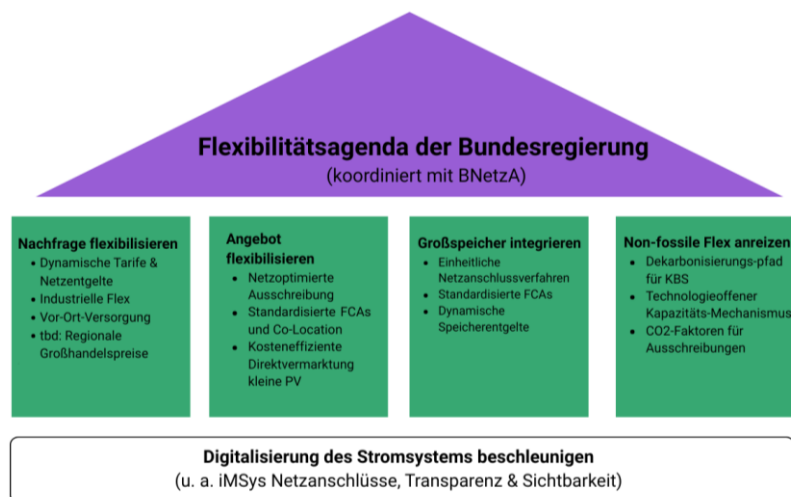 Flexibilitätsagenda der Bundesregierung
(koordiniert mit BNetzA)
Nachfrage flexibilisieren
• Dynamische Tarife &
Netzentgelte
• Industrielle Flex
• Vor-Ort-Versorgung
• tbd: Regionale
Großhandelspreise
Angebot
flexibilisieren
• Netzoptimierte
Ausschreibung
• Standardisierte FCAs
und Co-Location
• Kosteneffiziente
Direktvermarktung
kleine PV
Großspeicher integrieren
• Einheitliche
Netzanschlussverfahren
• Standardisierte FCAs
• Dynamische
Speicherentgelte
Non-fossile Flex anreizen
• Dekarbonisierungs-pfad
für KBS
• Technologieoffener
Kapazitäts-Mechanismus
• CO2-Faktoren für
Ausschreibungen
Digitalisierung des Stromsystems beschleunigen
(u. a. iMSys Netzanschlüsse, Transparenz & Sichtbarkeit)